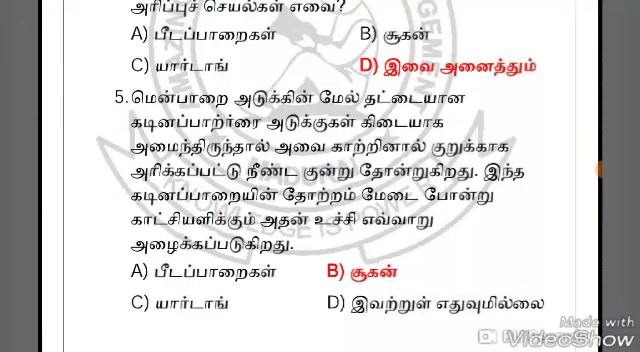 அரிப்புச் செயல்கள் எவை?
A) பீடப்பாறைகள் B) சூகன்
C) யார்டாங் D) இவை அனைத்தும்
5. மென்பாறை அடுக்கின் மேல் தட்டையான
கடினப்பாற்ரரை அடுக்குகள் கிடையாக
அமைந்திருந்தால் அவை காற்றினால் குறுக்காக
அரிக்கப்பட்டு நீண்ட குன்று தோன்றுகிறது. இந்த
கடினப்பாறையின் தோற்றம் மேடை போன்று
காட்சியளிக்கும் அதன் உச்சி எவ்வாறு
அழைக்கப்படுகிறது.
A) பீடப்பாறைகள் B) சூகன்
C) யார்டாங் D) இவற்றுள் எதுவுமில்லை
Made with
VideoShow